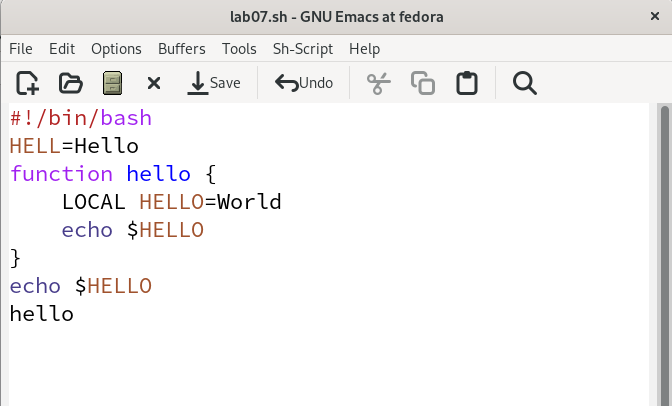 lab07.sh - GNU Emacs at fedora
File Edit Options Buffers Tools Sh-Script Help
Save Undo
#!/bin/bash
HELL=Hello
function hello {
    LOCAL HELLO=World
    echo $HELLO
}
echo $HELLO
hello